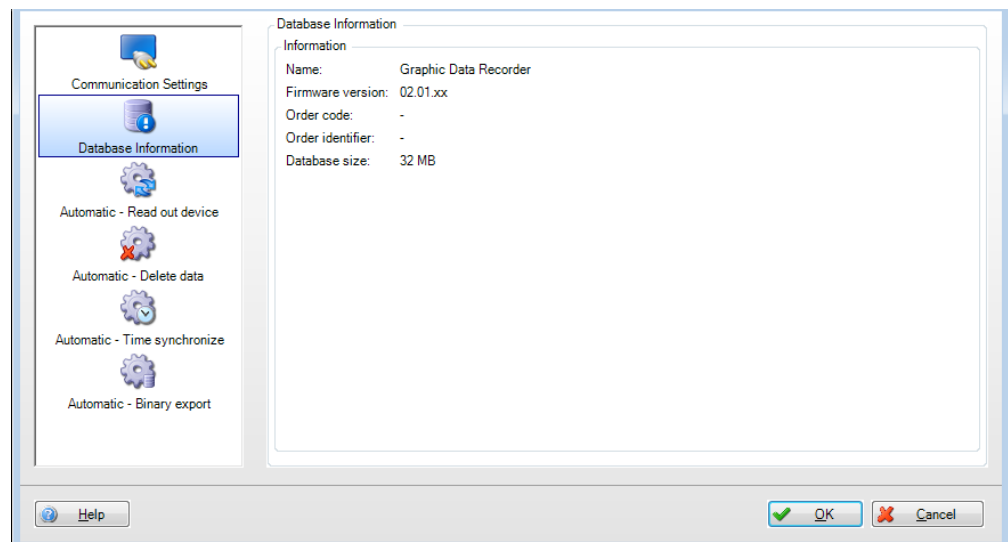 Communication Settings
Database Information
Automatic - Read out device
Automatic - Delete data
Automatic - Time synchronize
Automatic - Binary export
Database Information
Information
Name: Graphic Data Recorder
Firmware version: 02.01.xx
Order code: -
Order identifier: -
Database size: 32 MB
Help
OK
Cancel